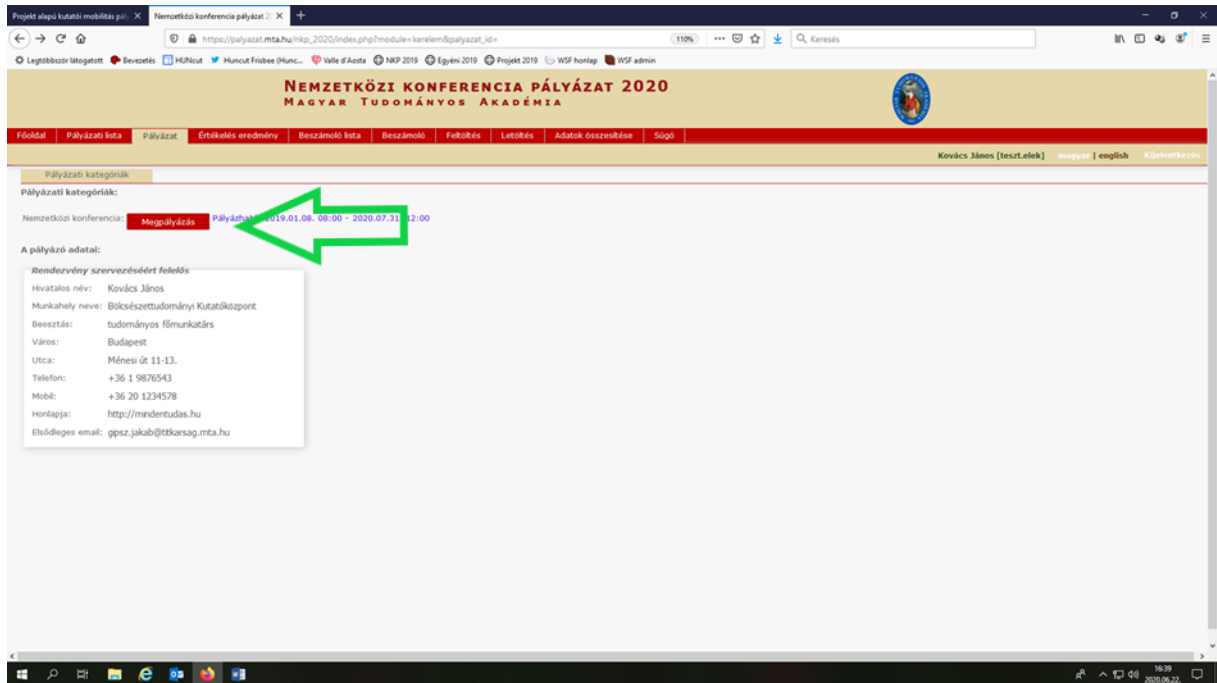 Projekt alapú kutatói mobilitás pály
Nemzetközi konferencia pályázat 2
https://palyazat.mta.hu/nkp_2020/index.php?module=kerelem&palyazat_id=
110%
Keresés
Legtöbbször látogatott
Bevezetés
HUNcut
Huncut Frisbee (Hunc...
Valle d'Aosta
NKP 2019
Egyéni 2019
Projekt 2019
WSF honlap
WSF admin
NEMZETKÖZI KONFERENCIA PÁLYÁZAT 2020
MAGYAR TUDOMÁNYOS AKADÉMIA
Főoldal
Pályázati lista
Pályázat
Értékelés eredmény
Beszámoló lista
Beszámoló
Feltöltés
Letöltés
Adatok összesítése
Súgó
Kovács János [teszt.elek]
magyar | english
Kijelentkezés
Pályázati kategóriák
Pályázati kategóriák:
Nemzetközi konferencia: Megpályázás 2019.01.08. 08:00 - 2020.07.31. 12:00
A pályázó adatai:
Rendezvény szervezéséért felelős
Hivatalos név: Kovács János
Munkahely neve: Bölcsészettudományi Kutatóközpont
Beosztás: tudományos főmunkatárs
Város: Budapest
Utca: Ménesi út 11-13.
Telefon: +36 1 9876543
Mobil: +36 20 1234578
Honlapja: http://mindentudas.hu
Elsődleges email: gipsz.jakab@titkarsag.mta.hu
16:39
2020.06.22.